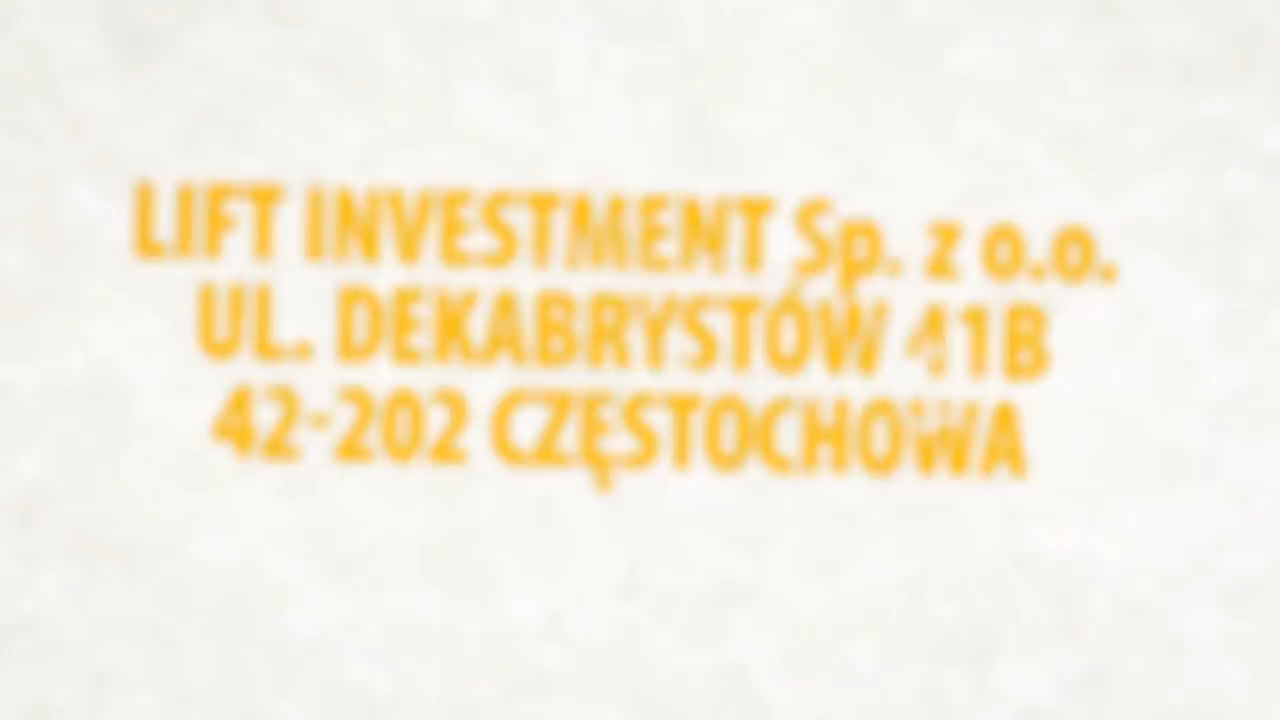 LIFT INVESTMENT Sp. z o.o.
UL. DEKABRYSTÓW 41B
42-202 CZĘSTOCHOWA